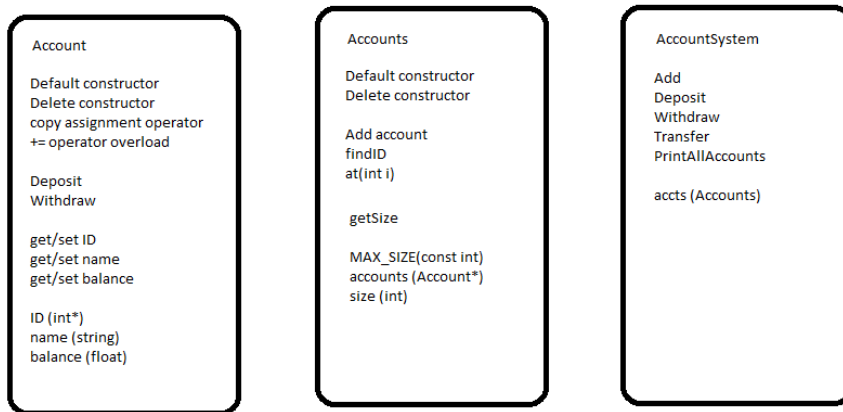 Account
Default constructor
Delete constructor
copy assignment operator
+= operator overload
Deposit
Withdraw
get/set ID
get/set name
get/set balance
ID (int*)
name (string)
balance (float)
Accounts
Default constructor
Delete constructor
Add account
findID
at(int i)
getSize
MAX_SIZE(const int)
accounts (Account*)
size (int)
AccountSystem
Add
Deposit
Withdraw
Transfer
PrintAllAccounts
accts (Accounts)